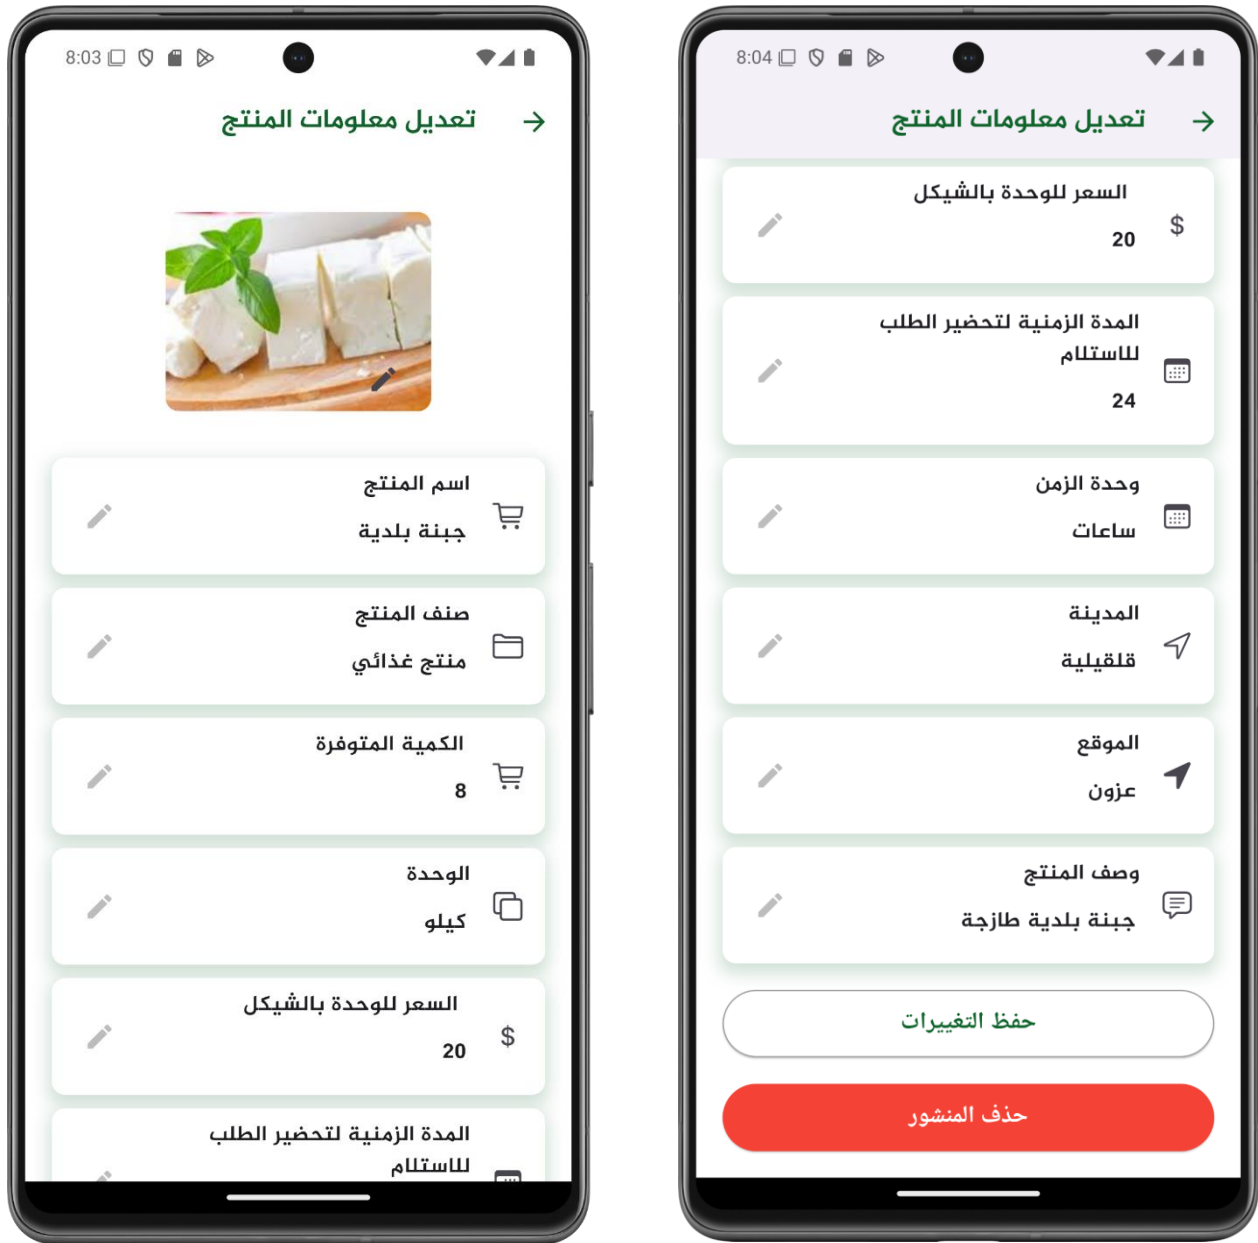 8:03
تعديل معلومات المنتج
اسم المنتج
جبنة بلدية
صنف المنتج
منتج غذائي
الكمية المتوفرة
8
الوحدة
كيلو
السعر للوحدة بالشيكل
$
20
المدة الزمنية لتحضير الطلب
للاستلام
8:04
تعديل معلومات المنتج
السعر للوحدة بالشيكل
$
20
المدة الزمنية لتحضير الطلب
للاستلام
24
وحدة الزمن
ساعات
المدينة
قلقيلية
الموقع
عزون
وصف المنتج
جبنة بلدية طازجة
حفظ التغييرات
حذف المنشور